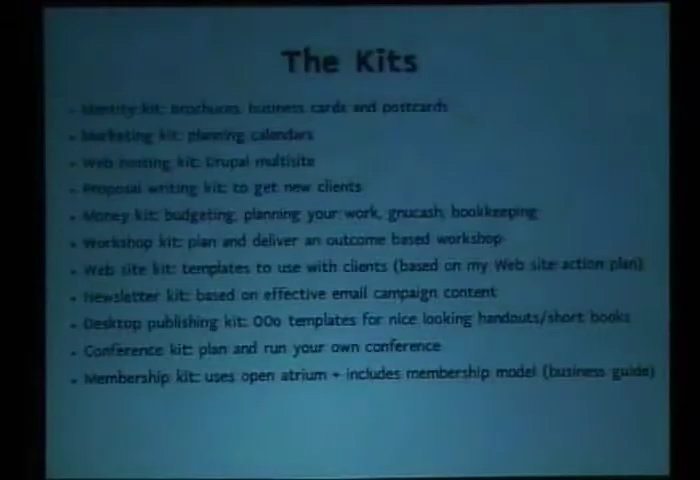 The Kits
- Identity kit: brochures, business cards and postcards
- Marketing kit: planning calendars
- Web hosting kit: Drupal multisite
- Proposal writing kit: to get new clients
- Money kit: budgeting, planning your work, gnucash, bookkeeping
- Workshop kit: plan and deliver an outcome based workshop
- Web site kit: templates to use with clients (based on my Web site action plan)
- Newsletter kit: based on effective email campaign content
- Desktop publishing kit: OOo templates for nice looking handouts/short books
- Conference kit: plan and run your own conference
- Membership kit: uses open atrium + includes membership model (business guide)